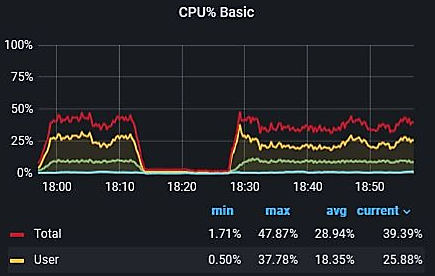 CPU% Basic
100%
75%
50%
25%
0%
18:00 18:10 18:20 18:30 18:40 18:50
min max avg current
Total 1.71% 47.87% 28.94% 39.39%
User 0.50% 37.78% 18.35% 25.88%